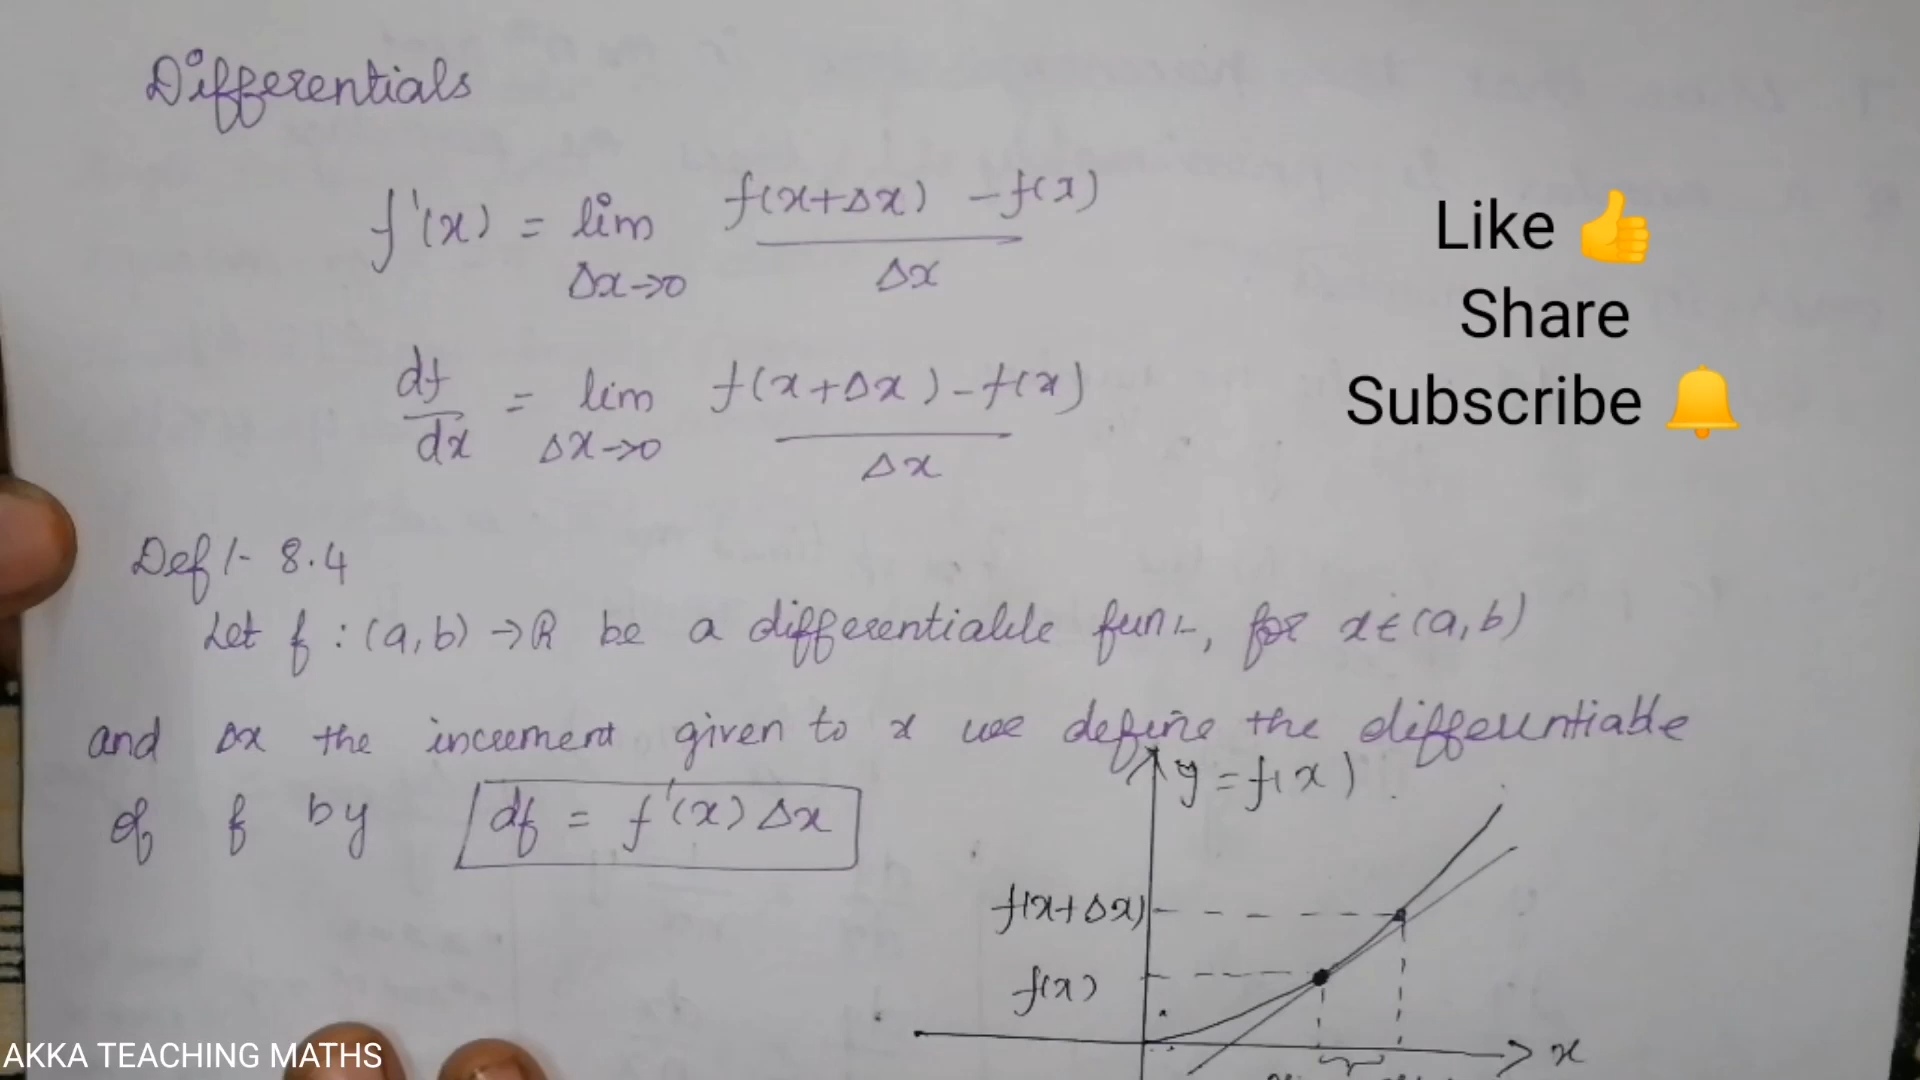 Differentials
f'(x) = lim Δx→0 f(x+Δx) - f(x) / Δx
df/dx = lim Δx→0 f(x+Δx) - f(x) / Δx
Like 👍
Share
Subscribe 🔔
Def/- 8.4
Let f : (a,b) → R be a differentiable fun/-, for x∈(a,b)
and Δx the increment given to x we define the differentiable
of f by df = f'(x) Δx
y = f(x)
f(x+Δx)
f(x)
x
AKKA TEACHING MATHS